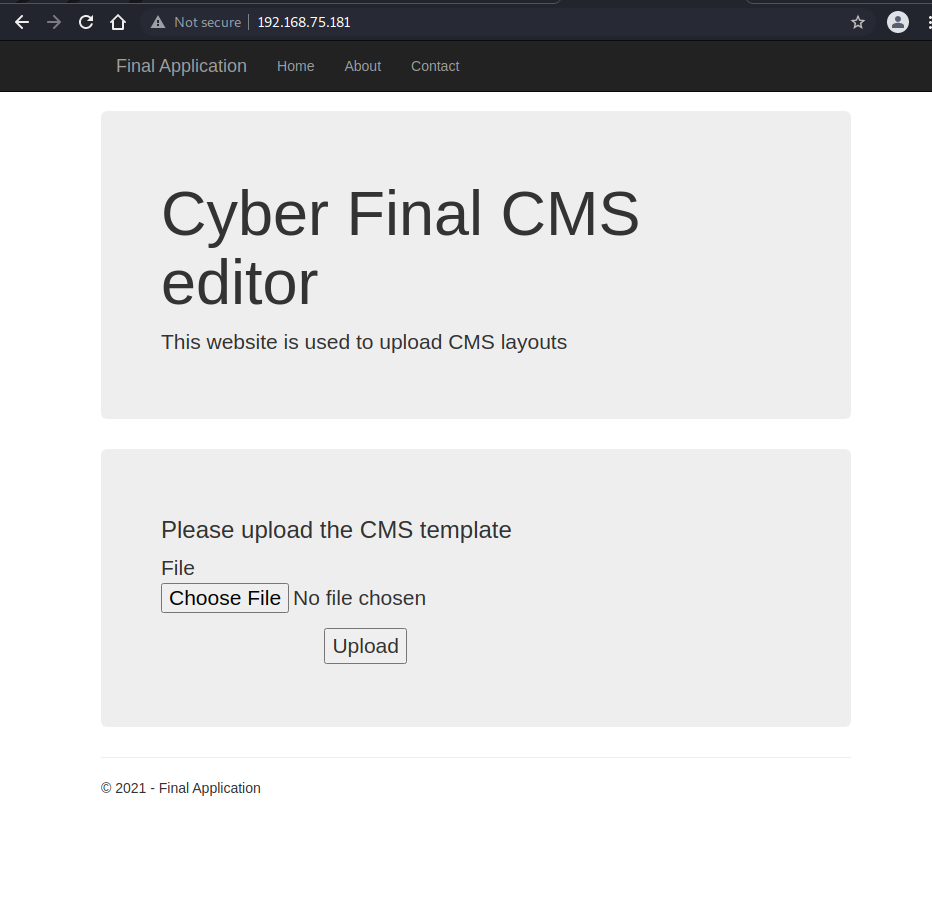 Not secure 192.168.75.181
Final Application Home About Contact
Cyber Final CMS
editor
This website is used to upload CMS layouts
Please upload the CMS template
File
Choose File No file chosen
Upload
© 2021 - Final Application